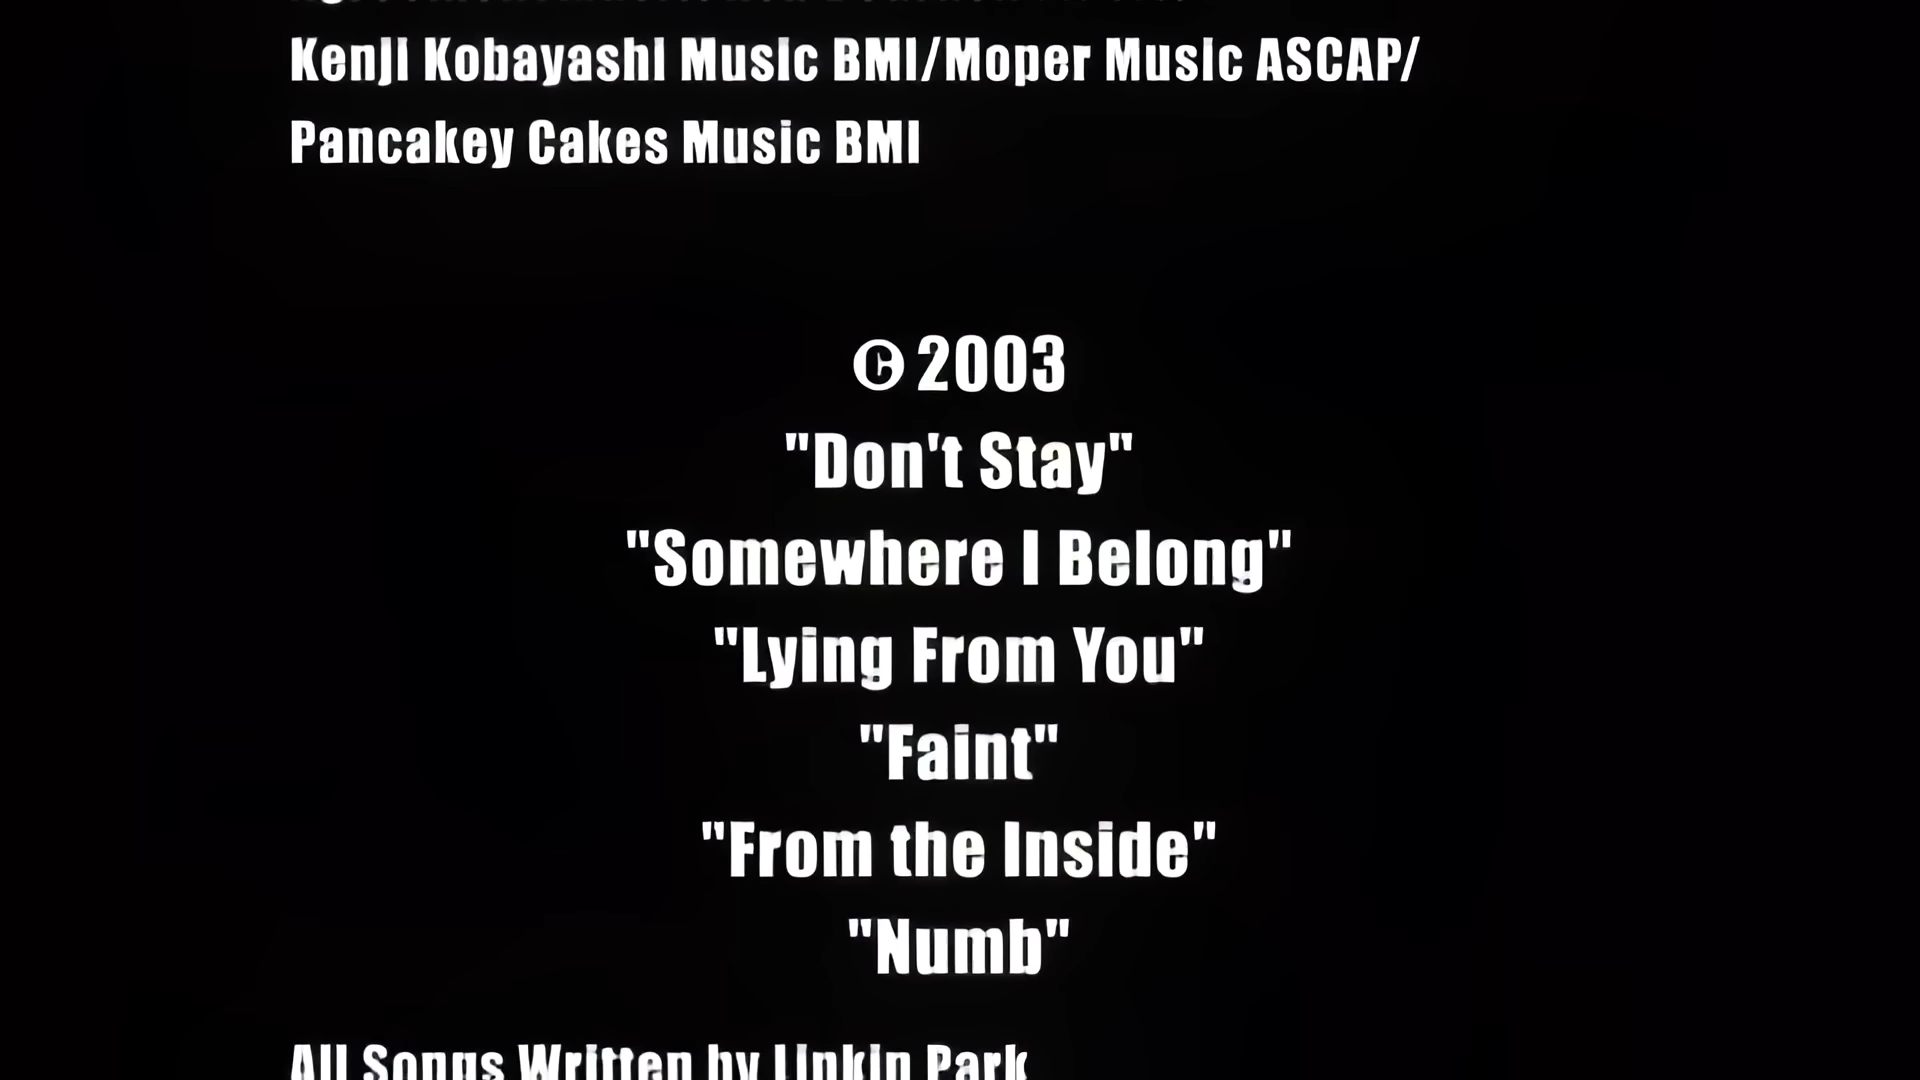 Kenji Kobayashi Music BMI/Moper Music ASCAP/
Pancakey Cakes Music BMI
© 2003
"Don't Stay"
"Somewhere I Belong"
"Lying From You"
"Faint"
"From the Inside"
"Numb"
All Songs Written by Linkin Park